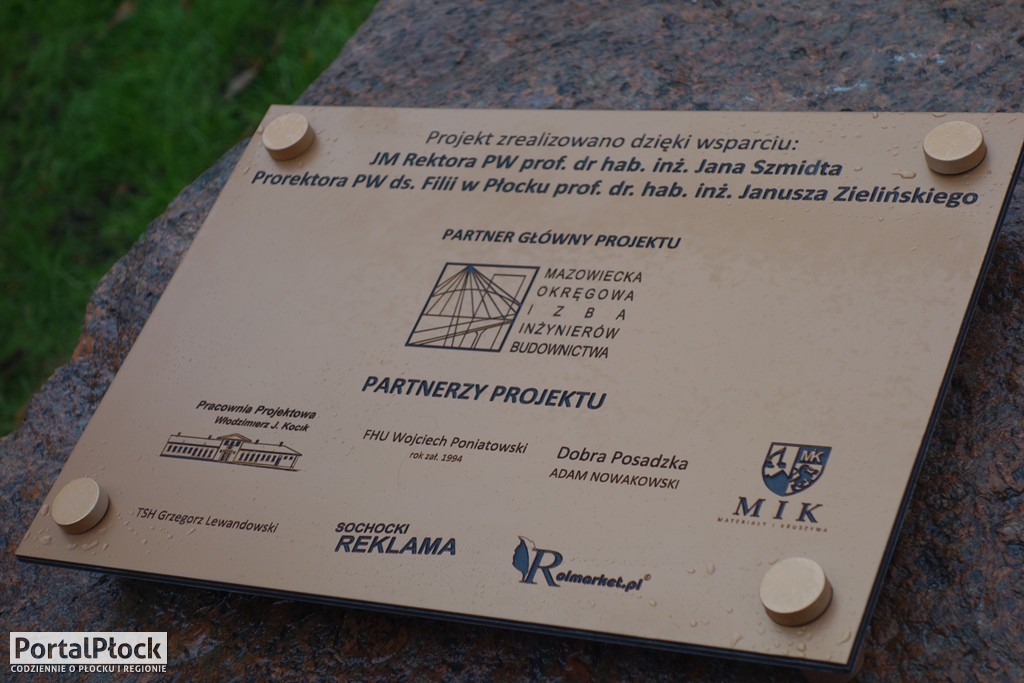 Projekt zrealizowano dzięki wsparciu:
JM Rektora PW prof. dr hab. inż. Jana Szmidta
Prorektora PW ds. Filii w Płocku prof. dr. hab. inż. Janusza Zielińskiego
PARTNER GŁÓWNY PROJEKTU
MAZOWIECKA
OKRĘGOWA
IZBA
INŻYNIERÓW
BUDOWNICTWA
PARTNERZY PROJEKTU
Pracownia Projektowa
Włodzimierz J. Kocik
FHU Wojciech Poniatowski
rok zał. 1994
Dobra Posadzka
ADAM NOWAKOWSKI
MK
MIK
MATERIAŁY I KRUSZYWA
TSH Grzegorz Lewandowski
SOCHOCKI
REKLAMA
Rolmarket.pl
PortalPłock
CODZIENNIE O PŁOCKU I REGIONIE